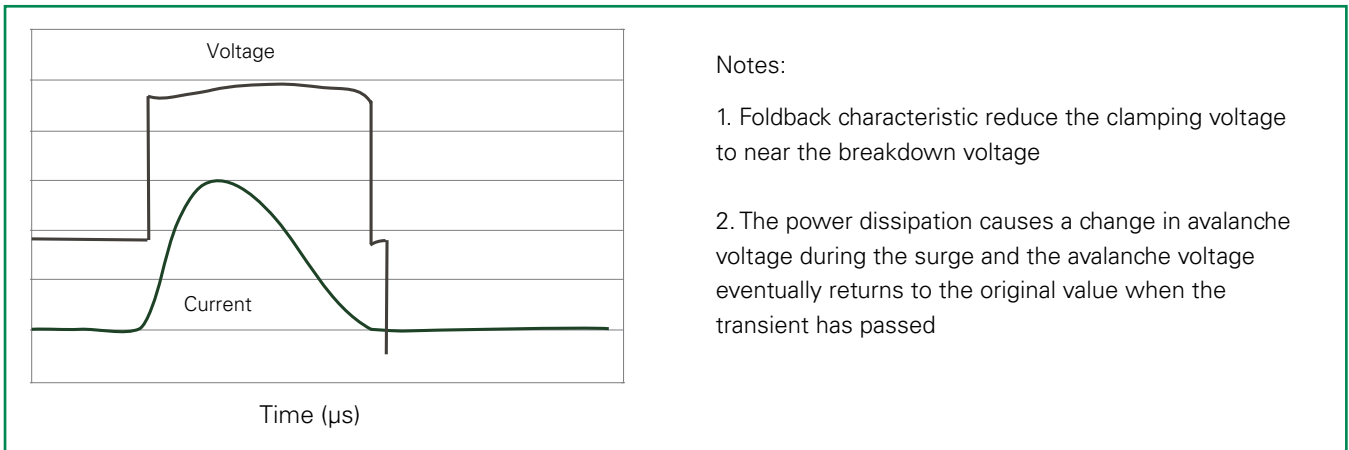 Voltage
Current
Time (µs)
Notes:
1. Foldback characteristic reduce the clamping voltage
to near the breakdown voltage
2. The power dissipation causes a change in avalanche
voltage during the surge and the avalanche voltage
eventually returns to the original value when the
transient has passed